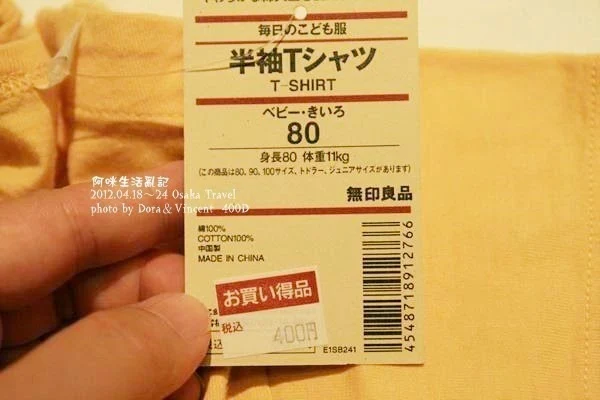 毎日のこども服
半袖Tシャツ
T-SHIRT
ベビー・きいろ
80
身長80 体重11kg
(この商品は80、90、100サイズ、トドラー、ジュニアサイズがあります)
無印良品
阿咪生活亂記
2012.04.18~24 Osaka Travel
photo by Dora & Vincent 400D
綿100%
COTTON100%
中国製
MADE IN CHINA
お買い得品
税込
400円
E1SB241
4548718912766